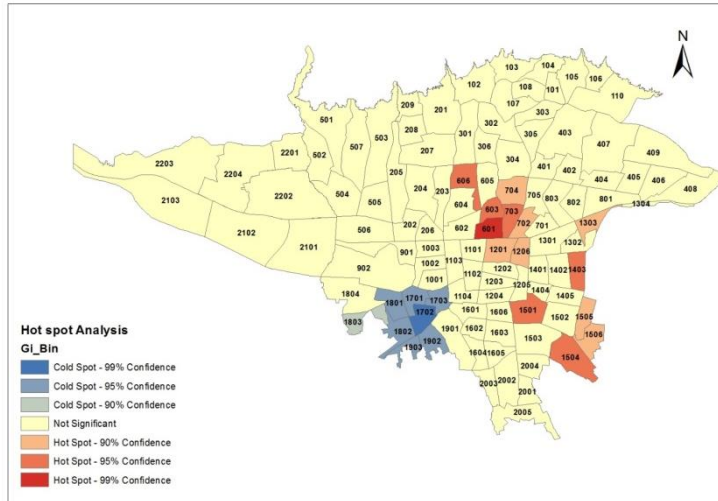 N
103 104
102 105 106
108 101
110
209 201 107
501 303
208 301 302
507 503 305 403
407
2201 502 207 306 409
2203 304
2204 205 606 605 401 402 405 406
404 408
504 204 203 704 705 803 802 801
2103 2202 505 604 603 703 1304
1303
202 206 602 601 702 701
2102 506 1301 1302
2101 901 1003 1101 1201 1206
902 1002 1103 1202 1401 1402 1403
1001 1102 1203 1205
1804 1404 1405
1801 1701 1703 1104 1204
1702 1601 1606 1501 1502 1505
1803 1802 1901 1602 1603 1506
1903 1902 1503
1604 1605 1504
2004
2003 2002 2001
2005
Hot spot Analysis
Gi_Bin
Cold Spot - 99% Confidence
Cold Spot - 95% Confidence
Cold Spot - 90% Confidence
Not Significant
Hot Spot - 90% Confidence
Hot Spot - 95% Confidence
Hot Spot - 99% Confidence